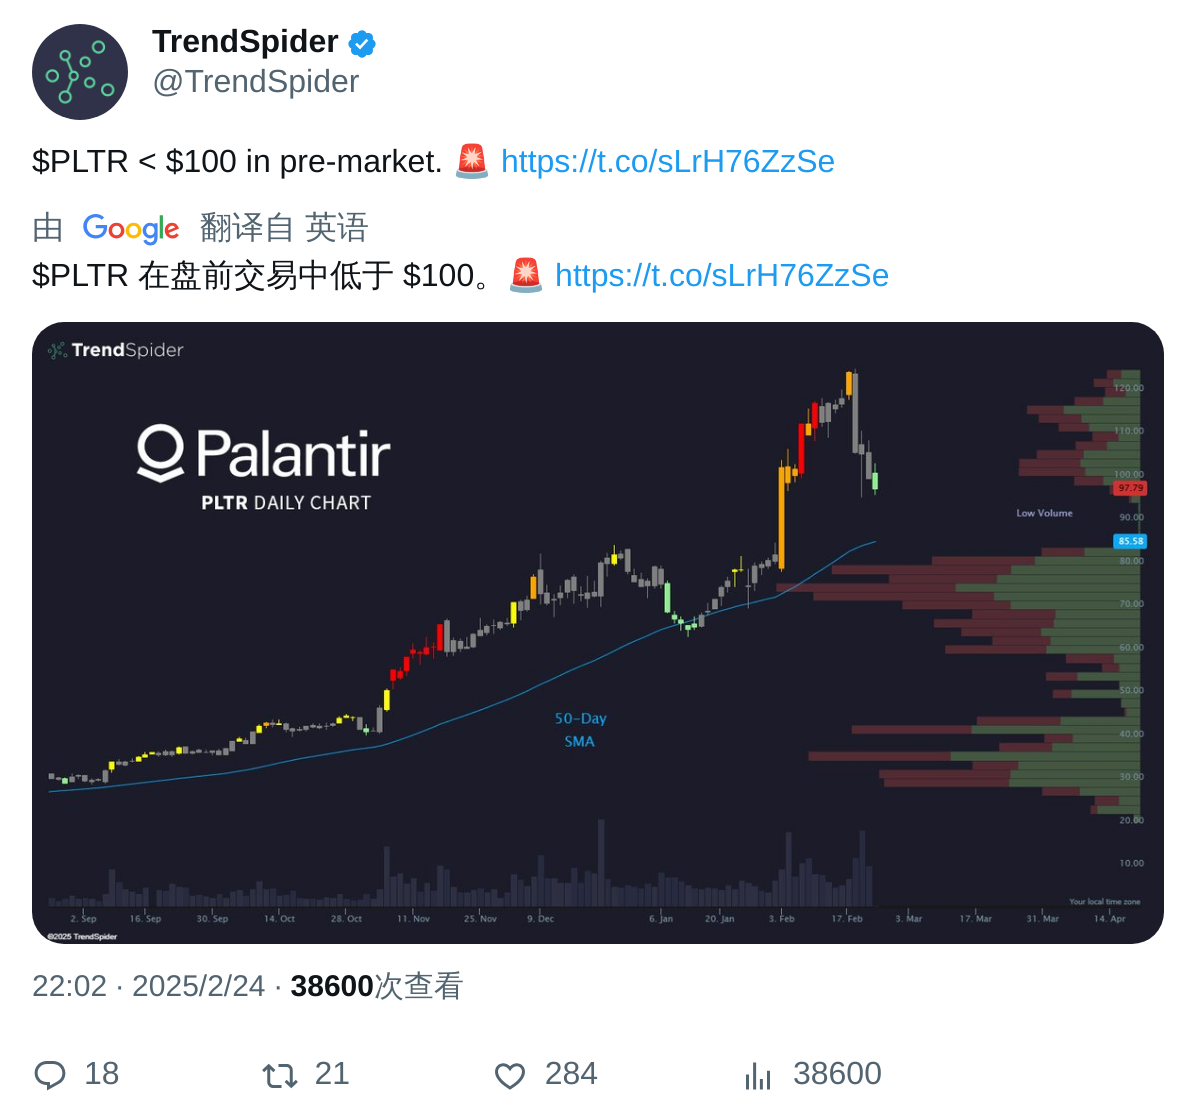 TrendSpider
@TrendSpider
$PLTR < $100 in pre-market. 🚨 https://t.co/sLrH76ZzSe
由 Google 翻译自 英语
$PLTR 在盘前交易中低于 $100。🚨 https://t.co/sLrH76ZzSe
TrendSpider
Palantir
PLTR DAILY CHART
120.00
110.00
100.00
97.79
Low Volume
90.00
85.58
80.00
70.00
60.00
50.00
50-Day
SMA
40.00
30.00
20.00
10.00
Your local time zone
2. Sep 16. Sep 30. Sep 14. Oct 28. Oct 11. Nov 25. Nov 9. Dec 6. Jan 20. Jan 3. Feb 17. Feb 3. Mar 17. Mar 31. Mar 14. Apr
©2025 TrendSpider
22:02 · 2025/2/24 · 38600次查看
18 21 284 38600